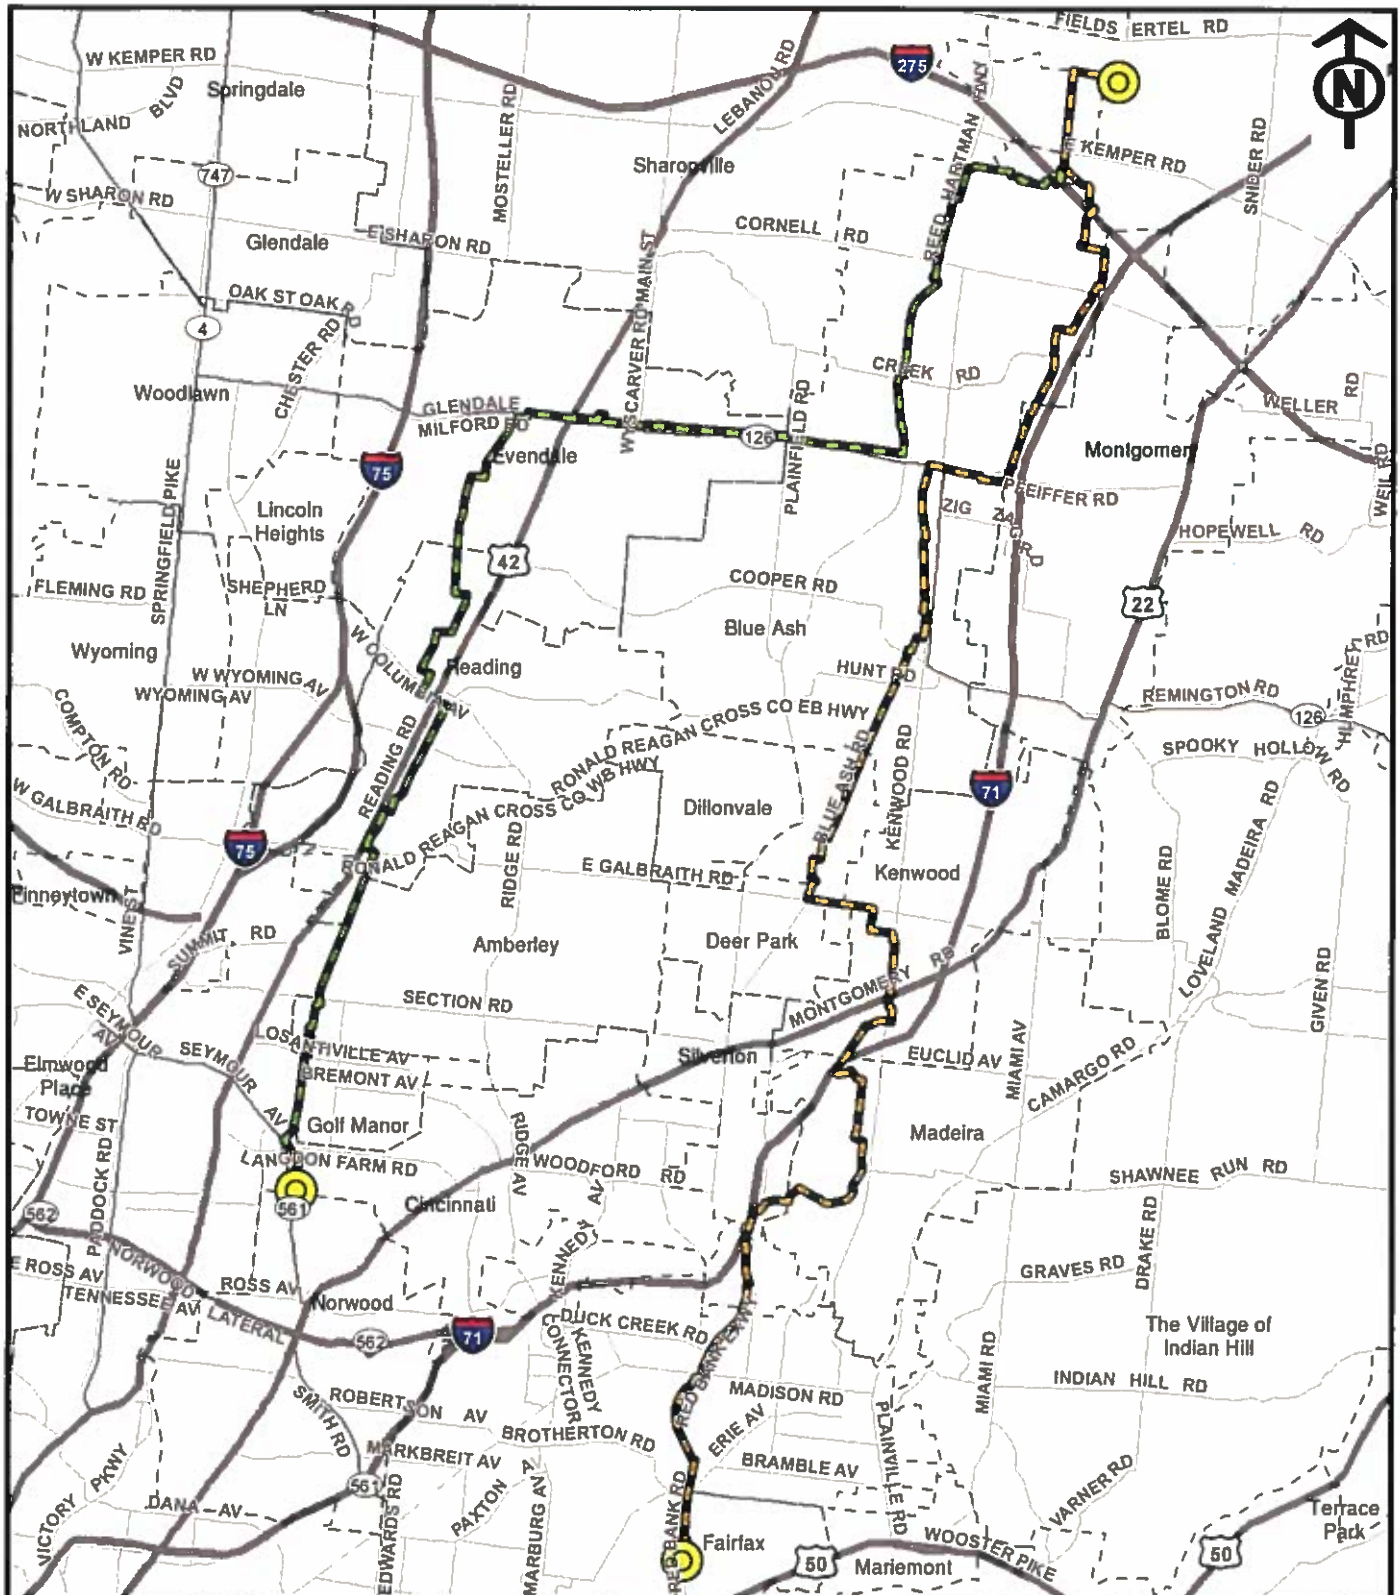 FIELDS ERTEL RD
W KEMPER RD
275
N
Springdale
BLVD
NORTHLAND
LEBANON RD
REED HARTMAN HWY
MOSTELLER RD
KEMPER RD
SNIDER RD
Sharonville
747
W SHARON RD
CORNELL RD
Glendale
E SHARON RD
OAK ST OAK RD
4
CHESTER RD
WYSCARVER RD MAIN ST
CREEK RD
Woodlawn
GLENDALE
MILFORD RD
WELLER RD
126
PLAINFIELD RD
Evendale
Montgomery
75
PFEIFFER RD
SPRINGFIELD PIKE
Lincoln
Heights
ZIG ZAG RD
WEIL RD
HOPEWELL RD
42
FLEMING RD
SHEPHERD
LN
COOPER RD
22
Blue Ash
Wyoming
W COLUMBIA AV
Reading
HUNT RD
W WYOMING AV
WYOMING AV
REMINGTON RD
126
HUMPHREY RD
COMPTON RD
READING RD
RONALD REAGAN CROSS CO EB HWY
RONALD REAGAN CROSS CO WB HWY
BLUE ASH RD
KENWOOD RD
SPOOKY HOLLOW RD
71
W GALBRAITH RD
Dillonvale
75
RIDGE RD
E GALBRAITH RD
Kenwood
BLOME RD
LOVELAND MADEIRA RD
Finneytown
VINE ST
SUMMIT RD
Amberley
Deer Park
MONTGOMERY RD
GIVEN RD
E SEYMOUR
AV
SECTION RD
LOSANTIVILLE AV
SEYMOUR AV
Silverton
EUCLID AV
MIAMI AV
CAMARGO RD
Elmwood
Place
BREMONT AV
TOWNE ST
Golf Manor
Madeira
LANGDON FARM RD
RIDGE AV
WOODFORD RD
SHAWNEE RUN RD
PADDOCK RD
561
Cincinnati
562
KENNEDY AV
NORWOOD LATERAL
E ROSS AV
ROSS AV
TENNESSEE AV
Norwood
GRAVES RD
DRAKE RD
562
71
DUCK CREEK RD
KENNEDY
CONNECTOR
RED BANK EXPY
The Village of
Indian Hill
MIAMI RD
MADISON RD
INDIAN HILL RD
SMITH RD
ROBERTSON AV
BROTHERTON RD
ERIE AV
PLAINVILLE RD
MARKBREIT AV
BRAMBLE AV
VARNER RD
561
VICTORY PKWY
DANA AV
EDWARDS RD
PAXTON AV
MARBURG AV
RED BANK RD
Fairfax
50
Mariemont
WOOSTER PIKE
50
Terrace
Park